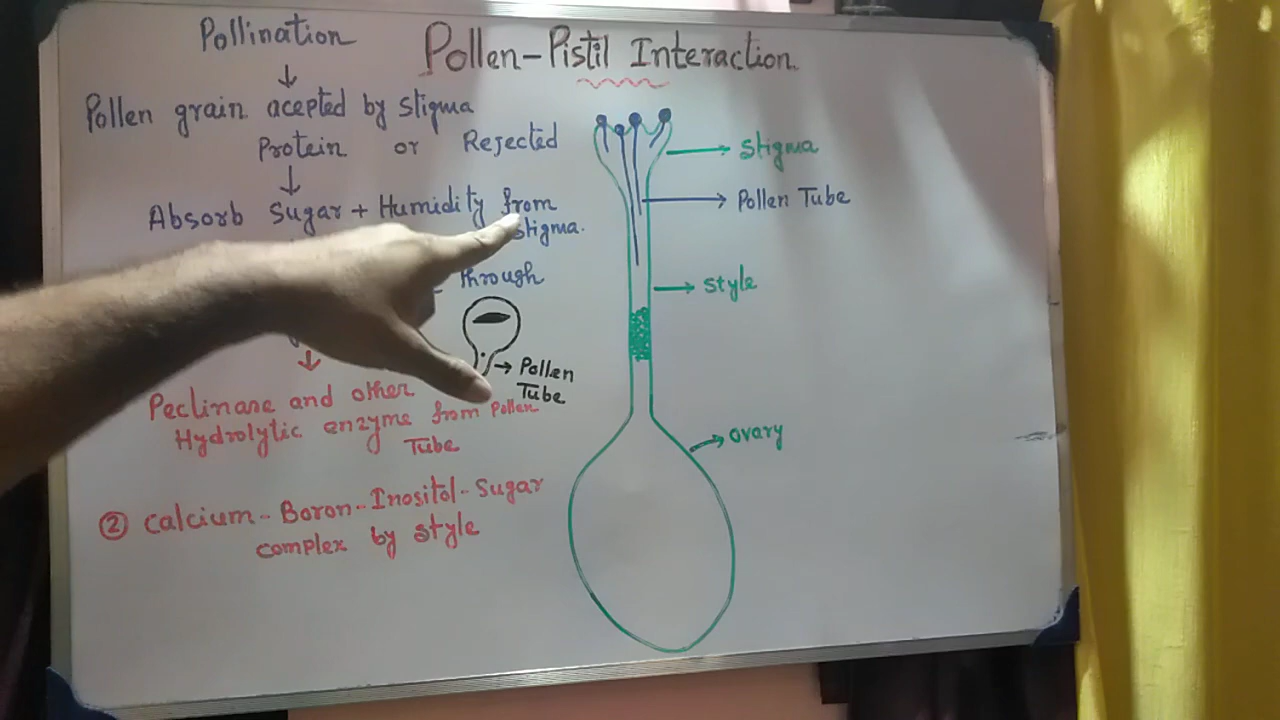 Pollen-Pistil Interaction.
Pollination
Pollen grain acepted by stigma
Protein or Rejected
Absorb Sugar + Humidity from
stigma.
through
Pollen
Tube
Peclinase and other
Hydrolytic enzyme from Pollen
Tube
② Calcium-Boron-Inositol-Sugar
complex by style
stigma
Pollen Tube
style
ovary